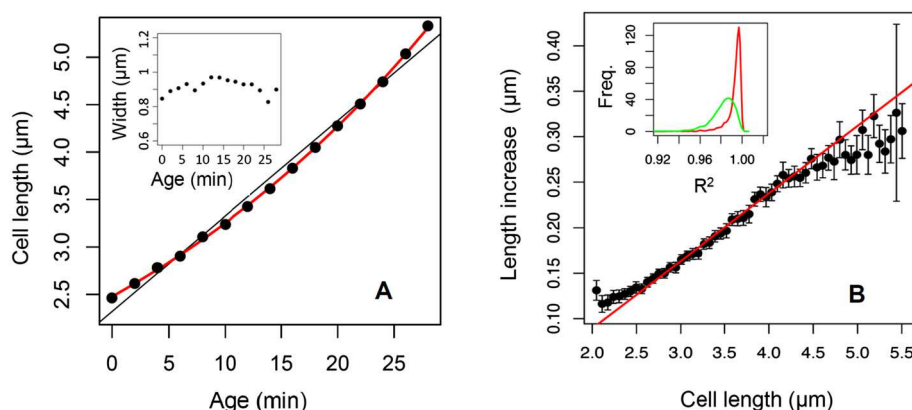 Cell length (µm)
5.0
4.5
4.0
3.5
3.0
2.5
Width (µm)
1.2
1
0.8
0.6
0 5 10 15 20 25
Age (min)
A
0 5 10 15 20 25
Age (min)
Length increase (µm)
0.40
0.35
0.30
0.25
0.20
0.15
0.10
Freq.
120
80
40
0
0.92 0.96 1.00
R²
B
2.0 2.5 3.0 3.5 4.0 4.5 5.0 5.5
Cell length (µm)